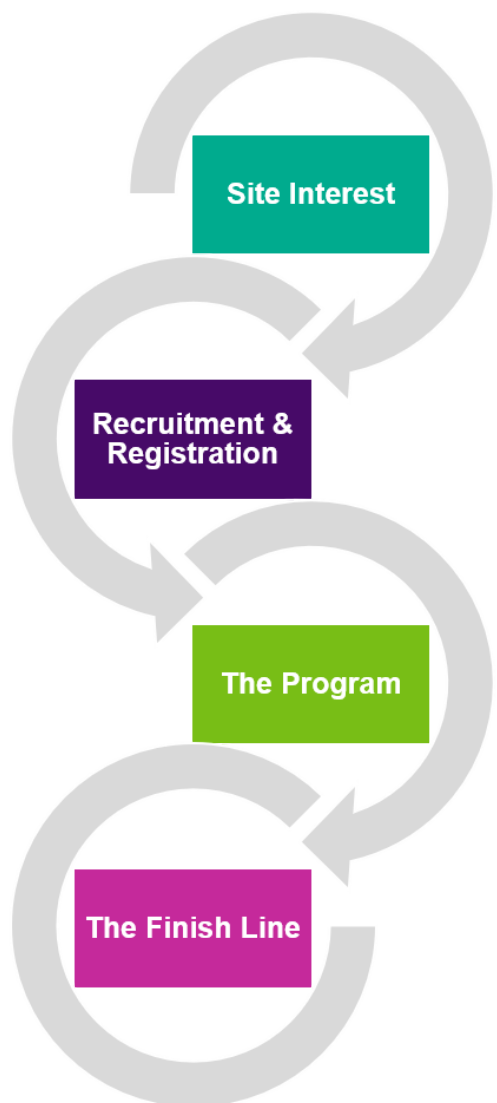 Site Interest
Recruitment &
Registration
The Program
The Finish Line